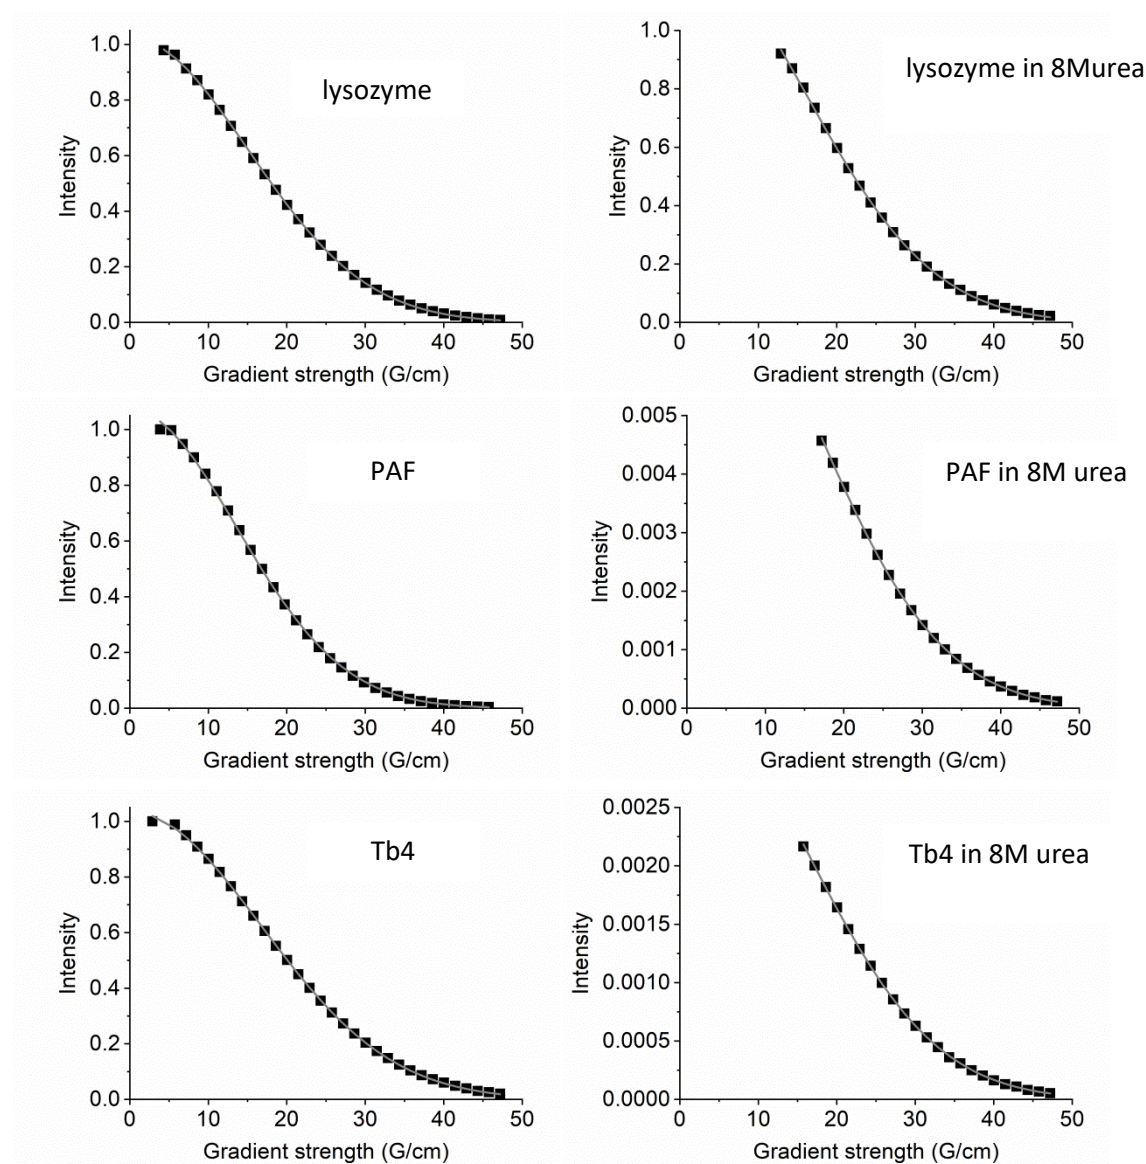 lysozyme
1.0
0.8
0.6
0.4
0.2
0.0
Intensity
0 10 20 30 40 50
Gradient strength (G/cm)
lysozyme in 8Murea
1.0
0.8
0.6
0.4
0.2
0.0
Intensity
0 10 20 30 40 50
Gradient strength (G/cm)
PAF
1.0
0.8
0.6
0.4
0.2
0.0
Intensity
0 10 20 30 40 50
Gradient strength (G/cm)
PAF in 8M urea
0.005
0.004
0.003
0.002
0.001
0.000
Intensity
0 10 20 30 40 50
Gradient strength (G/cm)
Tb4
1.0
0.8
0.6
0.4
0.2
0.0
Intensity
0 10 20 30 40 50
Gradient strength (G/cm)
Tb4 in 8M urea
0.0025
0.0020
0.0015
0.0010
0.0005
0.0000
Intensity
0 10 20 30 40 50
Gradient strength (G/cm)